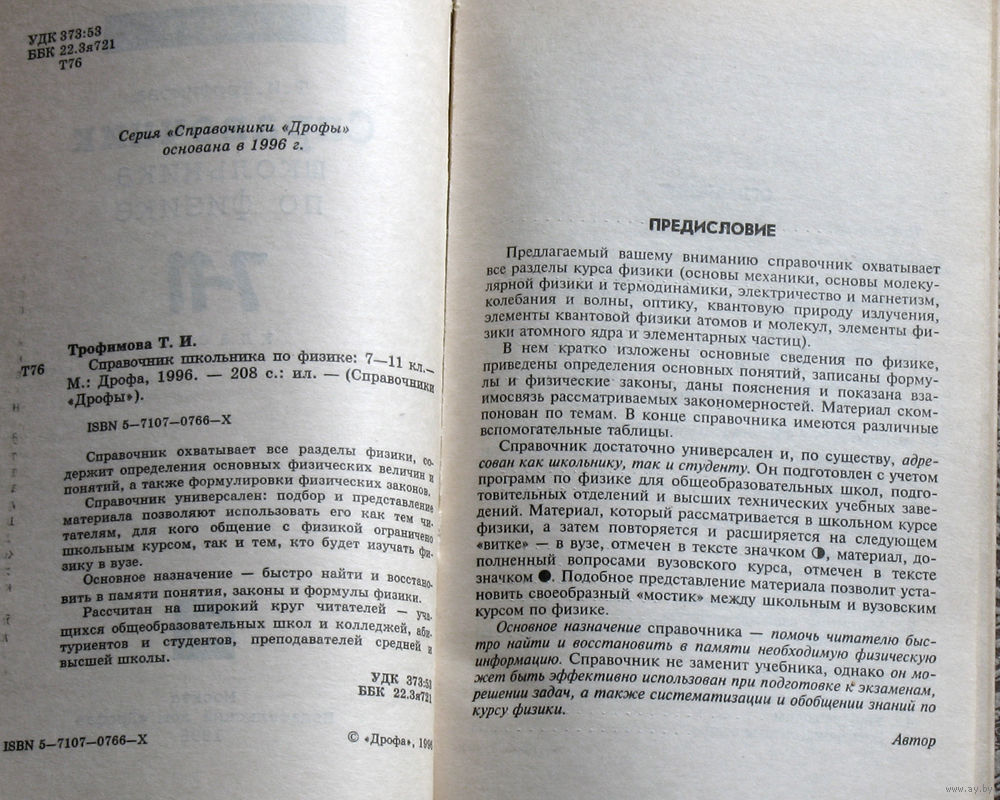 УДК 373:53
ББК 22.3я721
Т76
Серия «Справочники «Дрофы»
основана в 1996 г.
Трофимова Т. И.
Т76 Справочник школьника по физике: 7—11 кл.—
М.: Дрофа, 1996. — 208 с.: ил. — (Справочники
«Дрофы»).
ISBN 5—7107—0766—X
Справочник охватывает все разделы физики, со-
держит определения основных физических величин и
понятий, а также формулировки физических законов.
Справочник универсален: подбор и представление
материала позволяют использовать его как тем чи-
тателям, для кого общение с физикой ограничено
школьным курсом, так и тем, кто будет изучать фи-
зику в вузе.
Основное назначение — быстро найти и восстано-
вить в памяти понятия, законы и формулы физики.
Рассчитан на широкий круг читателей — уча-
щихся общеобразовательных школ и колледжей, аби-
туриентов и студентов, преподавателей средней и
высшей школы.
УДК 373:53
ББК 22.3я721
ISBN 5—7107—0766—X
© «Дрофа», 1996
ПРЕДИСЛОВИЕ
Предлагаемый вашему вниманию справочник охватывает
все разделы курса физики (основы механики, основы молеку-
лярной физики и термодинамики, электричество и магнетизм,
колебания и волны, оптику, квантовую природу излучения,
элементы квантовой физики атомов и молекул, элементы фи-
зики атомного ядра и элементарных частиц).
В нем кратко изложены основные сведения по физике,
приведены определения основных понятий, записаны форму-
лы и физические законы, даны пояснения и показана вза-
имосвязь рассматриваемых закономерностей. Материал ском-
понован по темам. В конце справочника имеются различные
вспомогательные таблицы.
Справочник достаточно универсален и, по существу, адре-
сован как школьнику, так и студенту. Он подготовлен с учетом
программ по физике для общеобразовательных школ, подго-
товительных отделений и высших технических учебных заве-
дений. Материал, который рассматривается в школьном курсе
физики, а затем повторяется и расширяется на следующем
«витке» — в вузе, отмечен в тексте значком ◑, материал, до-
полненный вопросами вузовского курса, отмечен в тексте
значком ●. Подобное представление материала позволит уста-
новить своеобразный «мостик» между школьным и вузовским
курсом по физике.
Основное назначение справочника — помочь читателю быс-
тро найти и восстановить в памяти необходимую физическую
информацию. Справочник не заменит учебника, однако он мо-
жет быть эффективно использован при подготовке к экзаменам,
решении задач, а также систематизации и обобщении знаний по
курсу физики.
Автор
www.ay.by